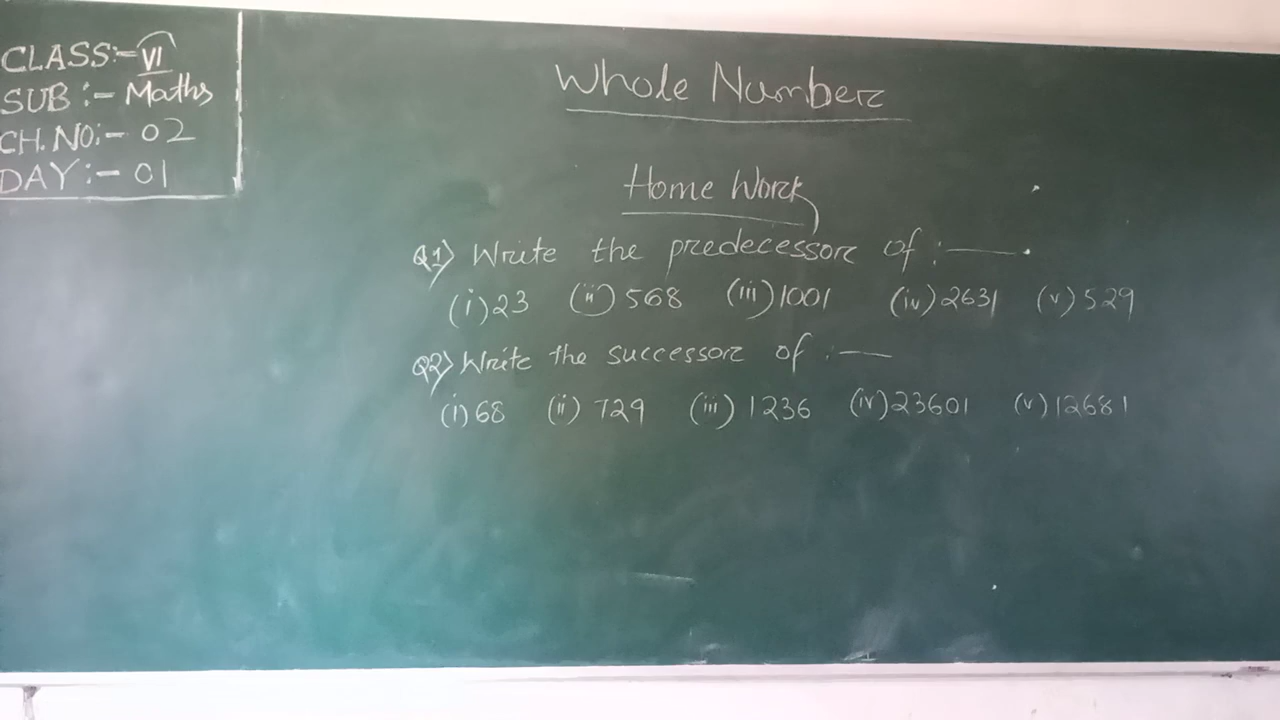 CLASS:- VI
SUB :- Maths
CH.NO:- 02
DAY :- 01
Whole Number
Home Work
Q1) Write the predecessor of :—
(i) 23 (ii) 568 (iii) 1001 (iv) 2631 (v) 529
Q2) Write the successor of :—
(i) 68 (ii) 729 (iii) 1236 (iv) 23601 (v) 12681